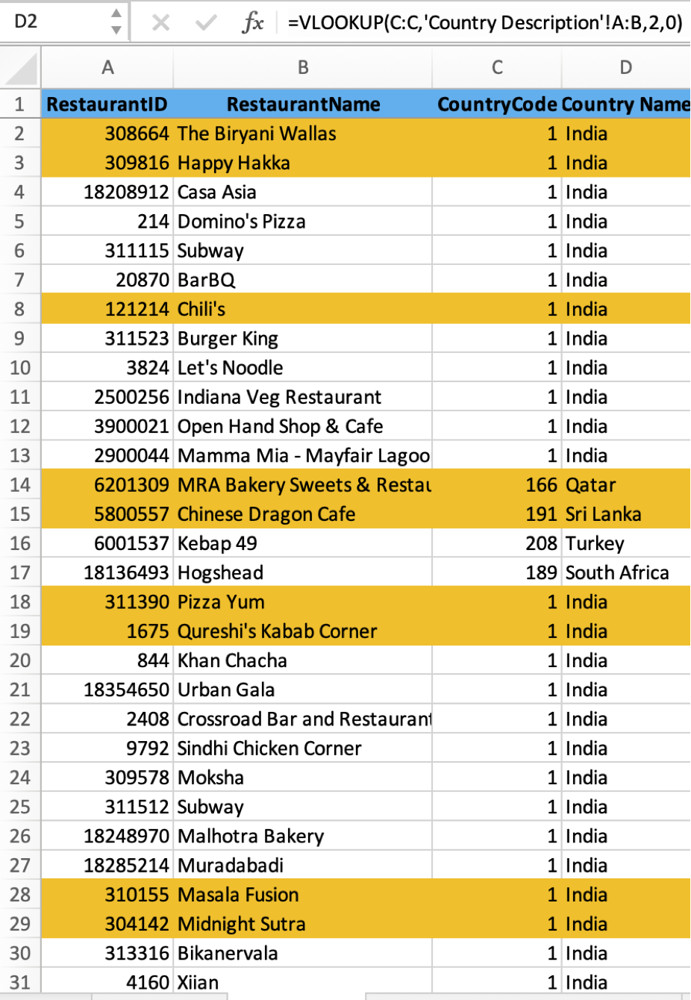 D2 fx =VLOOKUP(C:C,'Country Description'!A:B,2,0)
A B C D
1 RestaurantID RestaurantName CountryCode Country Name
2 308664 The Biryani Wallas 1 India
3 309816 Happy Hakka 1 India
4 18208912 Casa Asia 1 India
5 214 Domino's Pizza 1 India
6 311115 Subway 1 India
7 20870 BarBQ 1 India
8 121214 Chili's 1 India
9 311523 Burger King 1 India
10 3824 Let's Noodle 1 India
11 2500256 Indiana Veg Restaurant 1 India
12 3900021 Open Hand Shop & Cafe 1 India
13 2900044 Mamma Mia - Mayfair Lagoo 1 India
14 6201309 MRA Bakery Sweets & Restau 166 Qatar
15 5800557 Chinese Dragon Cafe 191 Sri Lanka
16 6001537 Kebap 49 208 Turkey
17 18136493 Hogshead 189 South Africa
18 311390 Pizza Yum 1 India
19 1675 Qureshi's Kabab Corner 1 India
20 844 Khan Chacha 1 India
21 18354650 Urban Gala 1 India
22 2408 Crossroad Bar and Restaurant 1 India
23 9792 Sindhi Chicken Corner 1 India
24 309578 Moksha 1 India
25 311512 Subway 1 India
26 18248970 Malhotra Bakery 1 India
27 18285214 Muradabadi 1 India
28 310155 Masala Fusion 1 India
29 304142 Midnight Sutra 1 India
30 313316 Bikanervala 1 India
31 4160 Xiian 1 India